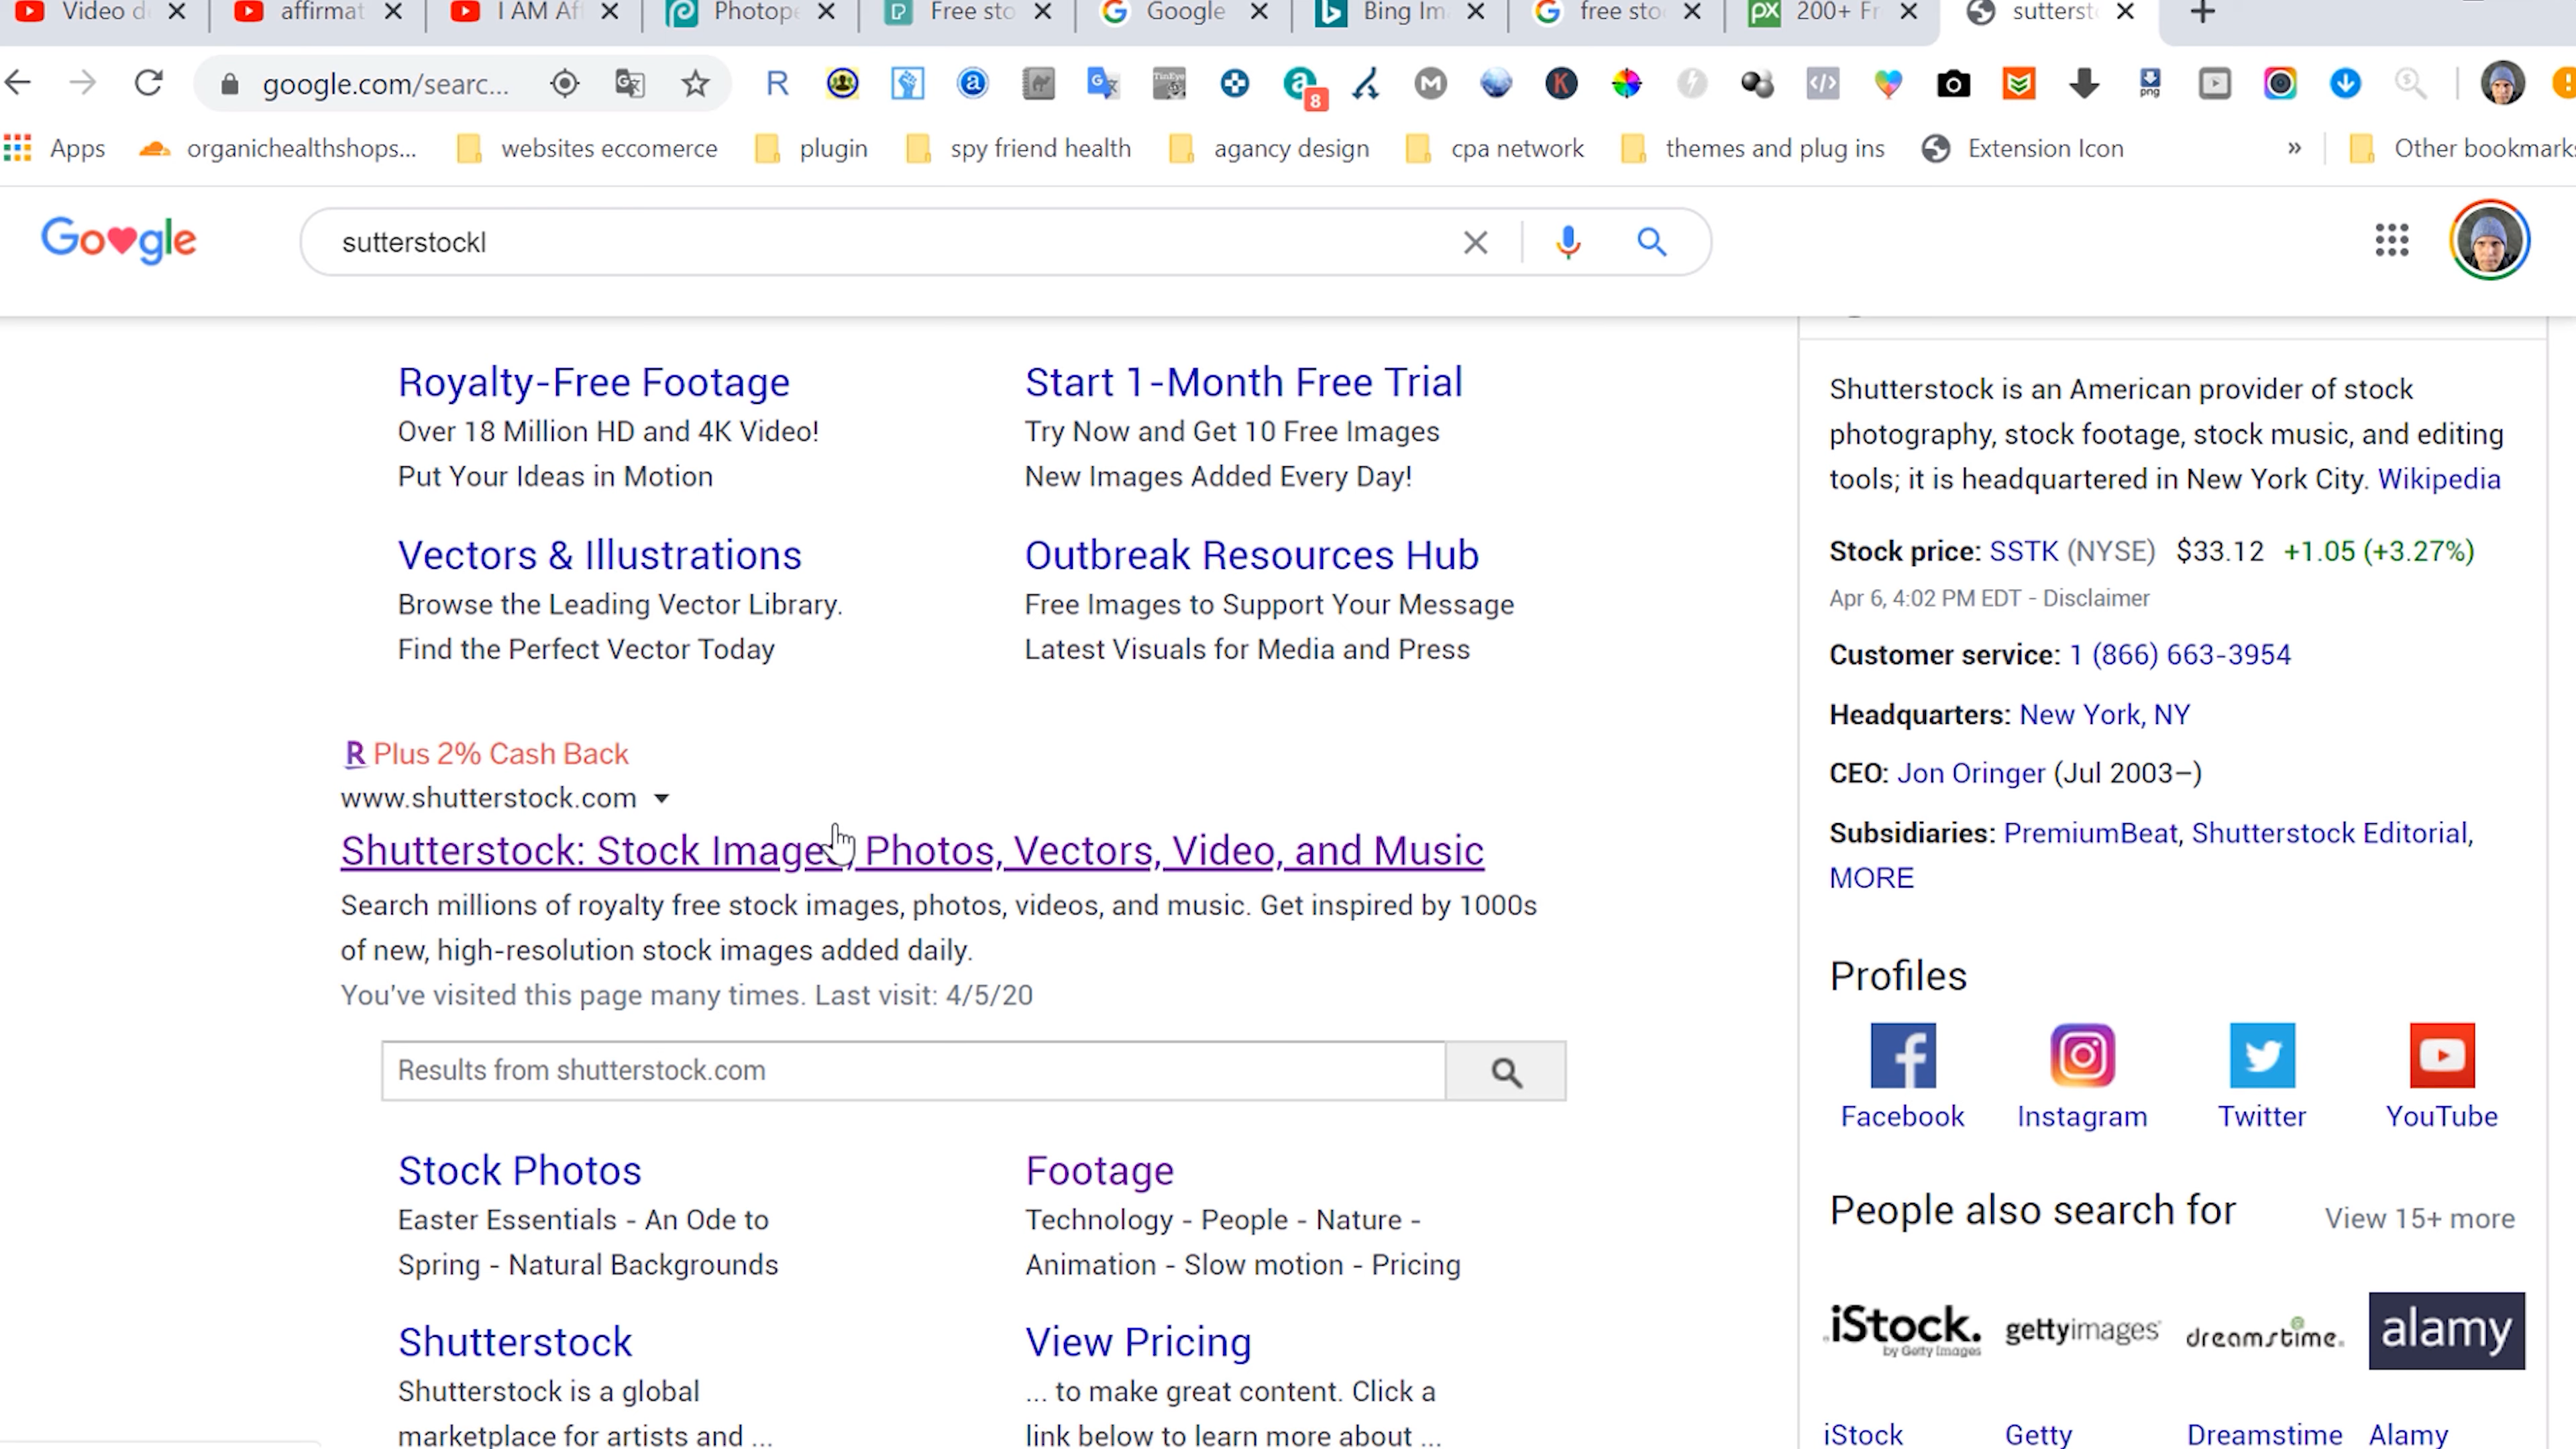 Video d
affirmat
I AM Af
Photope
Free sto
Google
Bing Im
free sto
200+ Fr
sutterst
google.com/searc...
8
Apps
organichealthshops...
websites eccomerce
plugin
spy friend health
agancy design
cpa network
themes and plug ins
Extension Icon
»
Other bookmarks
Google
sutterstockl
Royalty-Free Footage
Over 18 Million HD and 4K Video!
Put Your Ideas in Motion
Start 1-Month Free Trial
Try Now and Get 10 Free Images
New Images Added Every Day!
Vectors & Illustrations
Browse the Leading Vector Library.
Find the Perfect Vector Today
Outbreak Resources Hub
Free Images to Support Your Message
Latest Visuals for Media and Press
R Plus 2% Cash Back
www.shutterstock.com
Shutterstock: Stock Images, Photos, Vectors, Video, and Music
Search millions of royalty free stock images, photos, videos, and music. Get inspired by 1000s
of new, high-resolution stock images added daily.
You've visited this page many times. Last visit: 4/5/20
Results from shutterstock.com
Stock Photos
Easter Essentials - An Ode to
Spring - Natural Backgrounds
Footage
Technology - People - Nature -
Animation - Slow motion - Pricing
Shutterstock
Shutterstock is a global
marketplace for artists and ...
View Pricing
... to make great content. Click a
link below to learn more about ...
Shutterstock is an American provider of stock
photography, stock footage, stock music, and editing
tools; it is headquartered in New York City. Wikipedia
Stock price: SSTK (NYSE) $33.12 +1.05 (+3.27%)
Apr 6, 4:02 PM EDT - Disclaimer
Customer service: 1 (866) 663-3954
Headquarters: New York, NY
CEO: Jon Oringer (Jul 2003–)
Subsidiaries: PremiumBeat, Shutterstock Editorial,
MORE
Profiles
Facebook
Instagram
Twitter
YouTube
People also search for
View 15+ more
iStock.
by Getty Images
gettyimages
dreamstime.
alamy
iStock
Getty
Dreamstime
Alamy